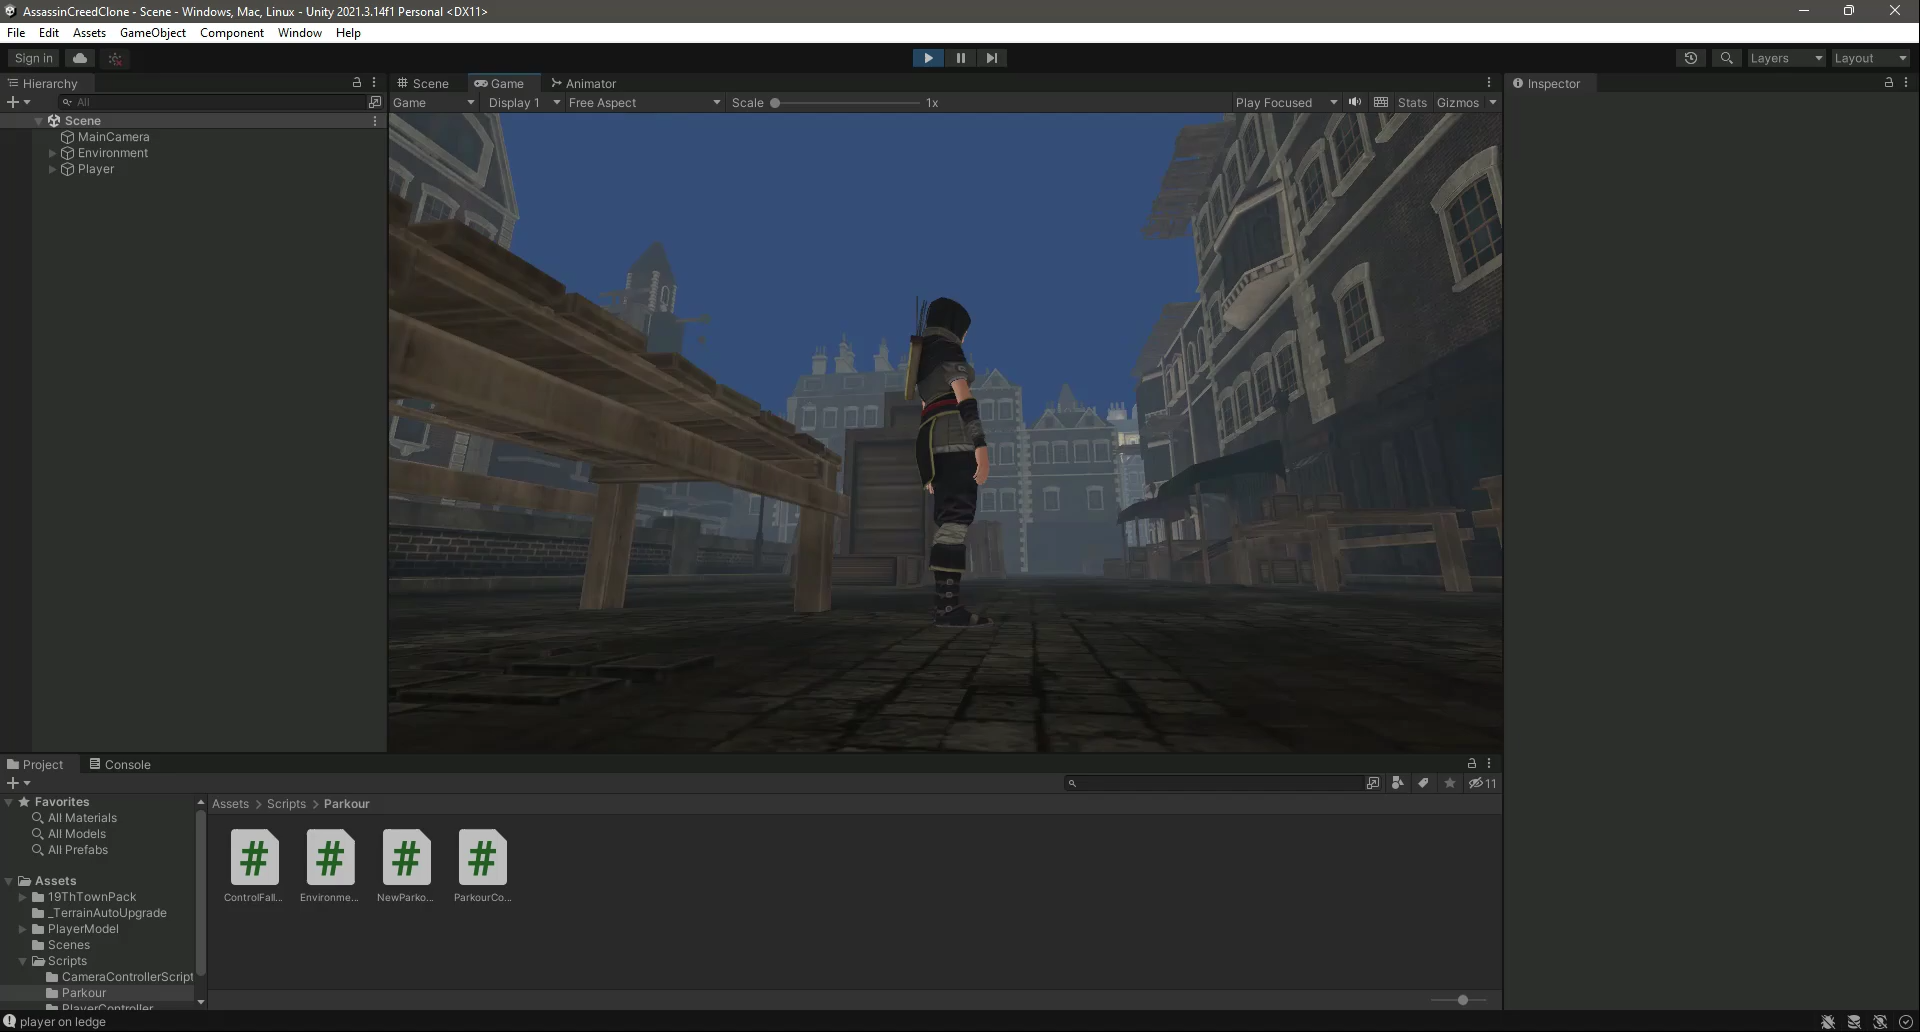 AssassinCreedClone - Scene - Windows, Mac, Linux - Unity 2021.3.14f1 Personal <DX11>
File Edit Assets GameObject Component Window Help
Sign in Layers Layout
Hierarchy Scene Game Animator Inspector
All Game Display 1 Free Aspect Scale 1x Play Focused Stats Gizmos
Scene
MainCamera
Environment
Player
Project Console
11
Favorites
All Materials
All Models
All Prefabs
Assets
19ThTownPack
_TerrainAutoUpgrade
PlayerModel
Scenes
Scripts
CameraControllerScript
Parkour
PlayerController
Assets > Scripts > Parkour
ControlFall... Environme... NewParko... ParkourCo...
player on ledge